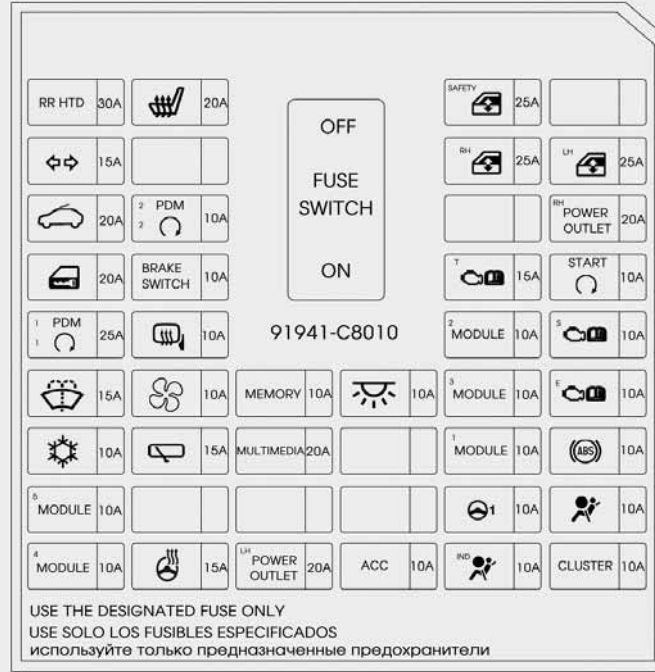 RR HTD 30A 20A SAFETY 25A
15A RH 25A LH 25A
20A 2 PDM 2 10A RH POWER OUTLET 20A
20A BRAKE SWITCH 10A T 15A START 10A
OFF
FUSE
SWITCH
ON
1 PDM 1 25A 10A 91941-C8010 2 MODULE 10A S 10A
15A 10A MEMORY 10A 10A 3 MODULE 10A E 10A
10A 15A MULTIMEDIA 20A 1 MODULE 10A ABS 10A
5 MODULE 10A 1 10A 10A
4 MODULE 10A 15A LH POWER OUTLET 20A ACC 10A IND 10A CLUSTER 10A
USE THE DESIGNATED FUSE ONLY
USE SOLO LOS FUSIBLES ESPECIFICADOS
используйте только предназначенные предохранители